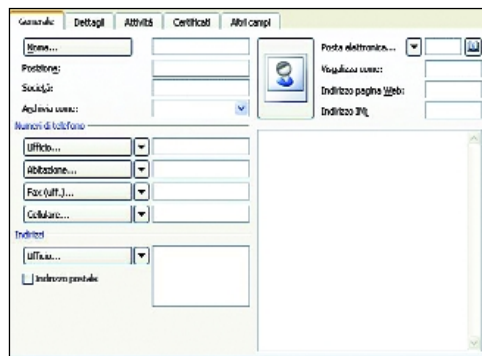 Generale Dettagli Attività Certificati Altri campi
Nome...
Posizione:
Società:
Archivia come:
Posta elettronica...
Visualizza come:
Indirizzo pagina Web:
Indirizzo IM:
Numeri di telefono
Ufficio...
Abitazione...
Fax (uff.)...
Cellulare...
Indirizzi
Ufficio...
Indirizzo postale